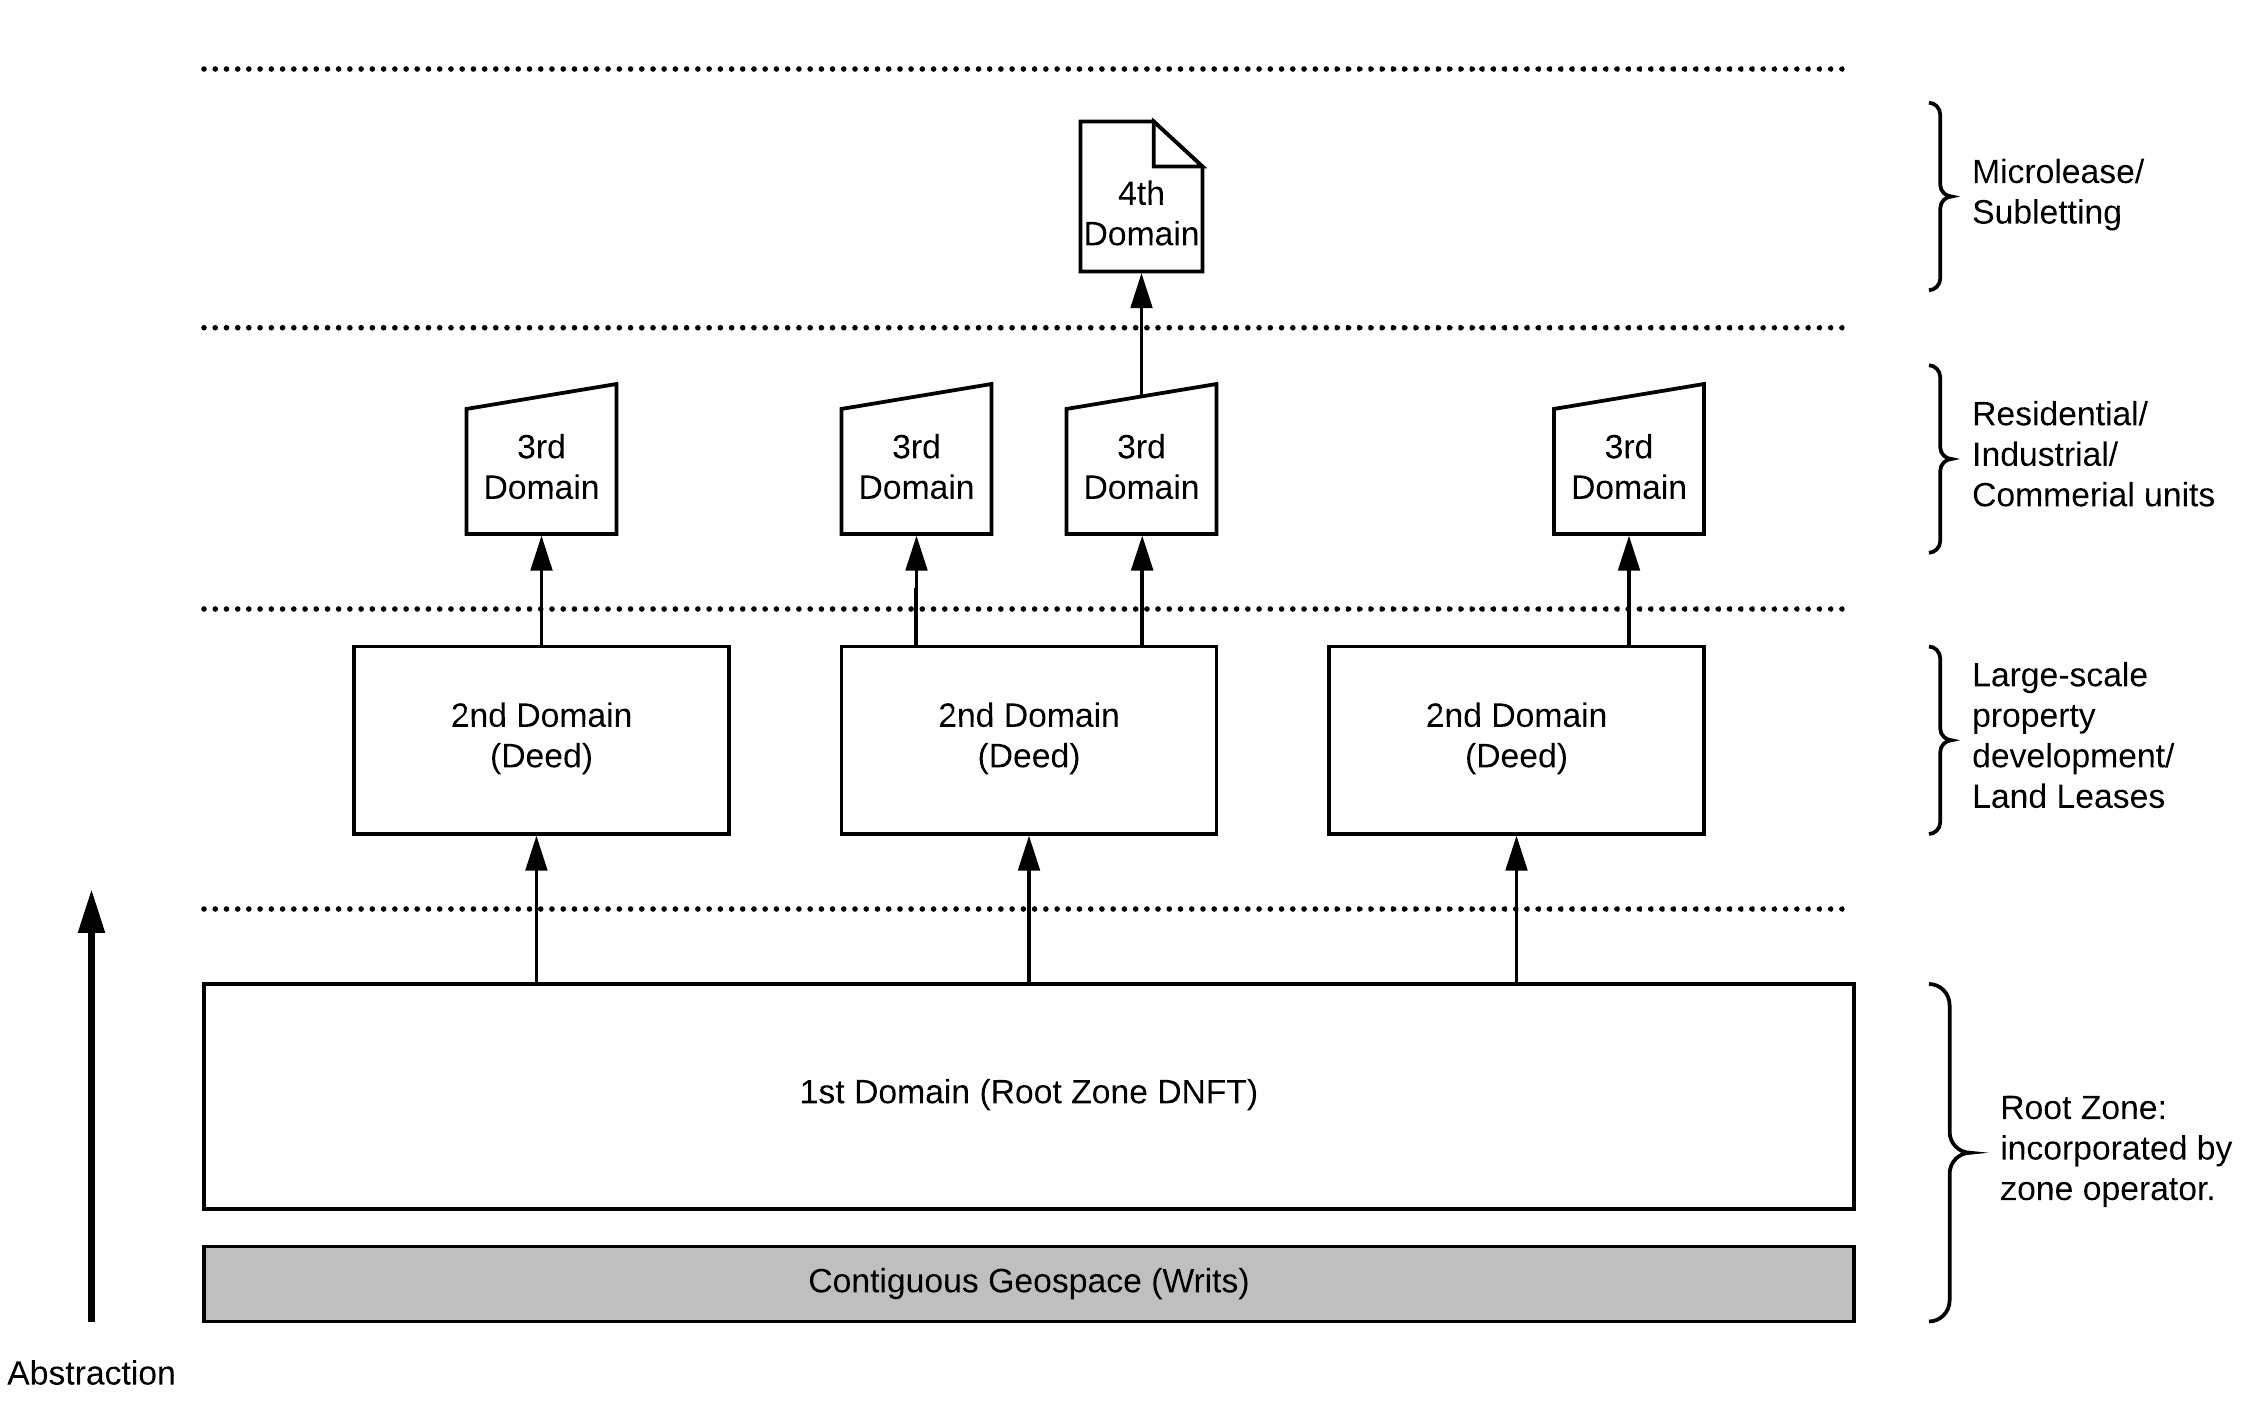 4th
Domain
Microlease/
Subletting
3rd
Domain
3rd
Domain
3rd
Domain
3rd
Domain
Residential/
Industrial/
Commerial units
2nd Domain
(Deed)
2nd Domain
(Deed)
2nd Domain
(Deed)
Large-scale
property
development/
Land Leases
1st Domain (Root Zone DNFT)
Root Zone:
incorporated by
zone operator.
Contiguous Geospace (Writs)
Abstraction